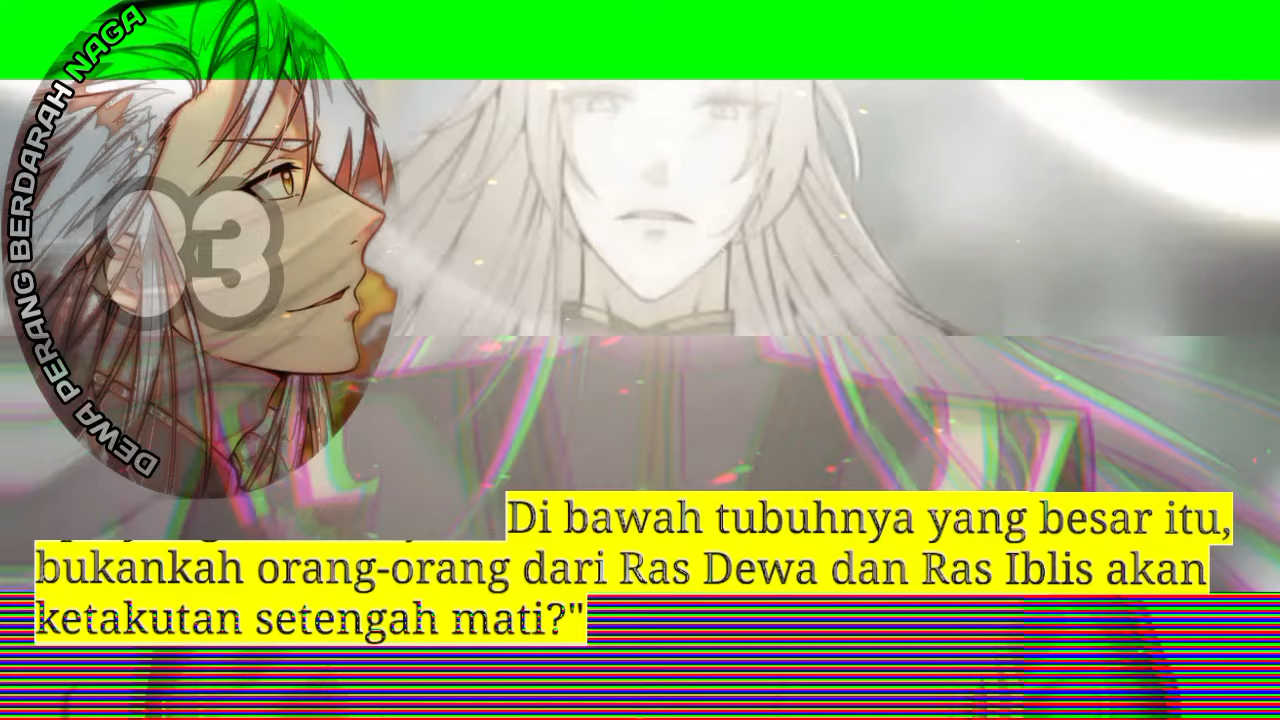 DEWA PERANG BERDARAH NAGA
Di bawah tubuhnya yang besar itu,
bukankah orang-orang dari Ras Dewa dan Ras Iblis akan
ketakutan setengah mati?"